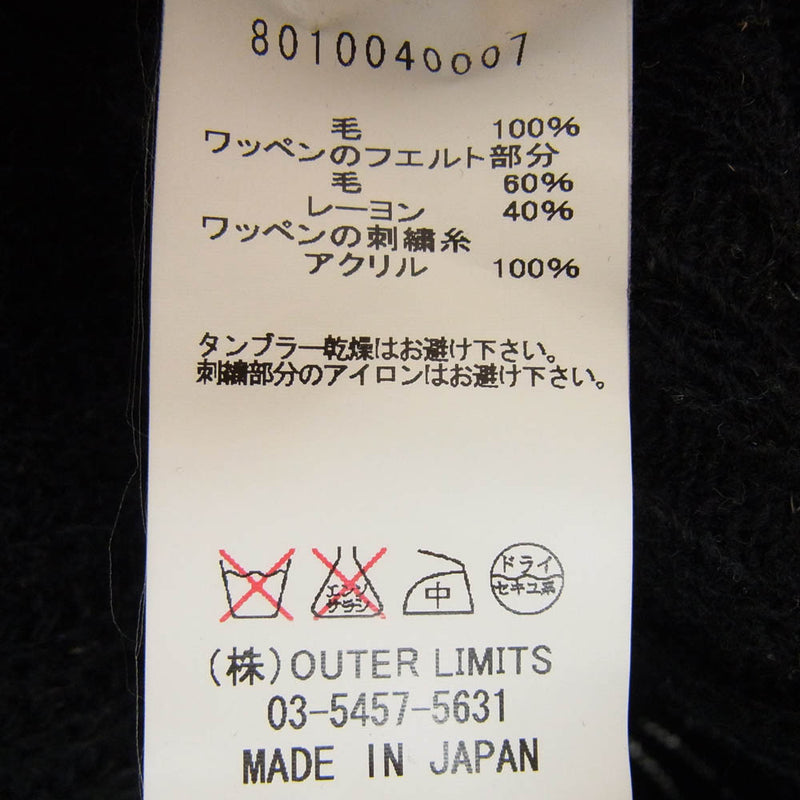 8010040007
毛 100%
ワッペンのフエルト部分
毛 60%
レーヨン 40%
ワッペンの刺繍糸
アクリル 100%
タンブラー乾燥はお避け下さい。
刺繍部分のアイロンはお避け下さい。
エンソ サラシ 中 ドライ セキユ系
(株)OUTER LIMITS
03-5457-5631
MADE IN JAPAN